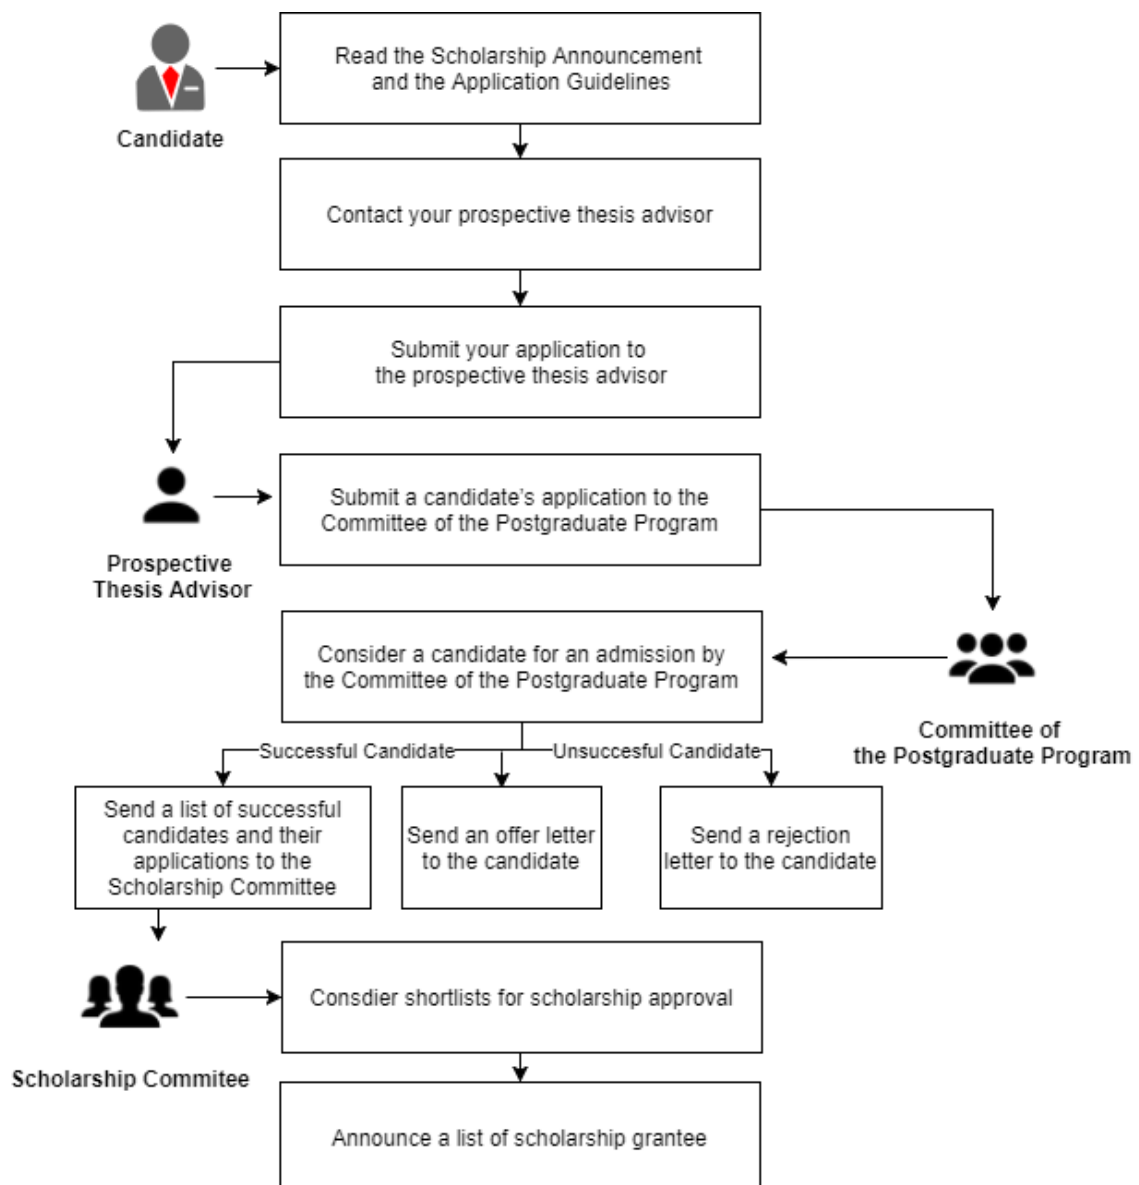 Read the Scholarship Announcement
and the Application Guidelines
Candidate
Contact your prospective thesis advisor
Submit your application to
the prospective thesis advisor
Submit a candidate's application to the
Committee of the Postgraduate Program
Prospective
Thesis Advisor
Consider a candidate for an admission by
the Committee of the Postgraduate Program
Committee of
the Postgraduate Program
Successful Candidate
Unsuccesful Candidate
Send a list of successful
candidates and their
applications to the
Scholarship Committee
Send an offer letter
to the candidate
Send a rejection
letter to the candidate
Consdier shortlists for scholarship approval
Scholarship Commitee
Announce a list of scholarship grantee